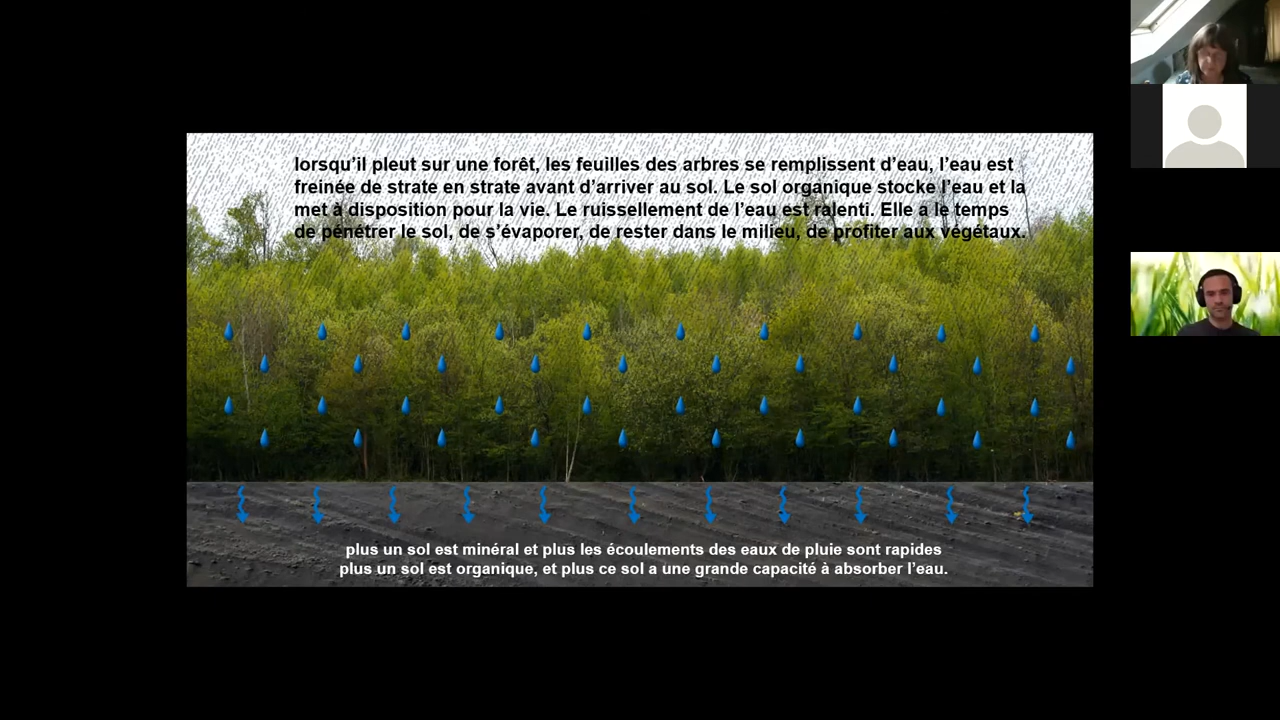 lorsqu’il pleut sur une forêt, les feuilles des arbres se remplissent d’eau, l’eau est
freinée de strate en strate avant d’arriver au sol. Le sol organique stocke l’eau et la
met à disposition pour la vie. Le ruissellement de l’eau est ralenti. Elle a le temps
de pénétrer le sol, de s’évaporer, de rester dans le milieu, de profiter aux végétaux.
plus un sol est minéral et plus les écoulements des eaux de pluie sont rapides
plus un sol est organique, et plus ce sol a une grande capacité à absorber l’eau.